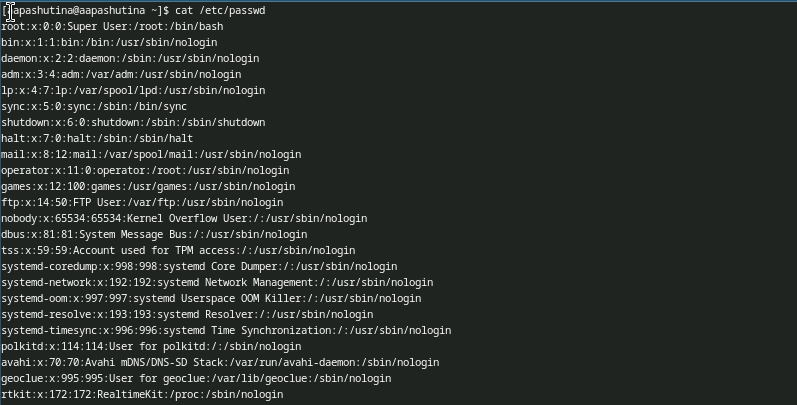 [aapashutina@aapashutina ~]$ cat /etc/passwd
root:x:0:0:Super User:/root:/bin/bash
bin:x:1:1:bin:/bin:/usr/sbin/nologin
daemon:x:2:2:daemon:/sbin:/usr/sbin/nologin
adm:x:3:4:adm:/var/adm:/usr/sbin/nologin
lp:x:4:7:lp:/var/spool/lpd:/usr/sbin/nologin
sync:x:5:0:sync:/sbin:/bin/sync
shutdown:x:6:0:shutdown:/sbin:/sbin/shutdown
halt:x:7:0:halt:/sbin:/sbin/halt
mail:x:8:12:mail:/var/spool/mail:/usr/sbin/nologin
operator:x:11:0:operator:/root:/usr/sbin/nologin
games:x:12:100:games:/usr/games:/usr/sbin/nologin
ftp:x:14:50:FTP User:/var/ftp:/usr/sbin/nologin
nobody:x:65534:65534:Kernel Overflow User:/:/usr/sbin/nologin
dbus:x:81:81:System Message Bus:/:/usr/sbin/nologin
tss:x:59:59:Account used for TPM access:/:/usr/sbin/nologin
systemd-coredump:x:998:998:systemd Core Dumper:/:/usr/sbin/nologin
systemd-network:x:192:192:systemd Network Management:/:/usr/sbin/nologin
systemd-oom:x:997:997:systemd Userspace OOM Killer:/:/usr/sbin/nologin
systemd-resolve:x:193:193:systemd Resolver:/:/usr/sbin/nologin
systemd-timesync:x:996:996:systemd Time Synchronization:/:/usr/sbin/nologin
polkitd:x:114:114:User for polkitd:/:/sbin/nologin
avahi:x:70:70:Avahi mDNS/DNS-SD Stack:/var/run/avahi-daemon:/sbin/nologin
geoclue:x:995:995:User for geoclue:/var/lib/geoclue:/sbin/nologin
rtkit:x:172:172:RealtimeKit:/proc:/sbin/nologin